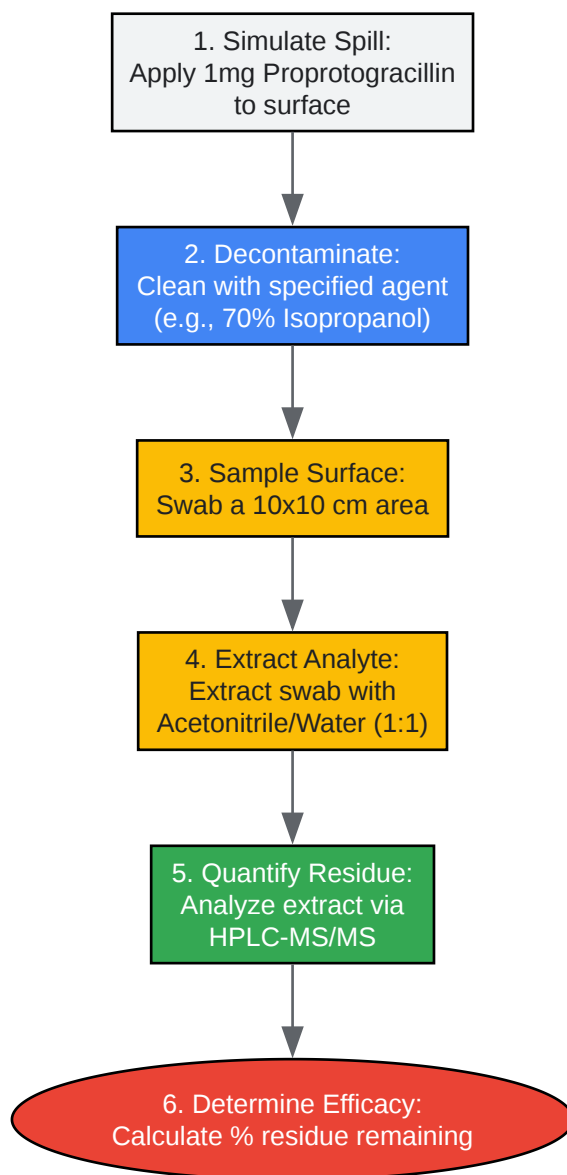 1. Simulate Spill:
Apply 1mg Proprotogracillin
to surface
2. Decontaminate:
Clean with specified agent
(e.g., 70% Isopropanol)
3. Sample Surface:
Swab a 10x10 cm area
4. Extract Analyte:
Extract swab with
Acetonitrile/Water (1:1)
5. Quantify Residue:
Analyze extract via
HPLC-MS/MS
6. Determine Efficacy:
Calculate % residue remaining